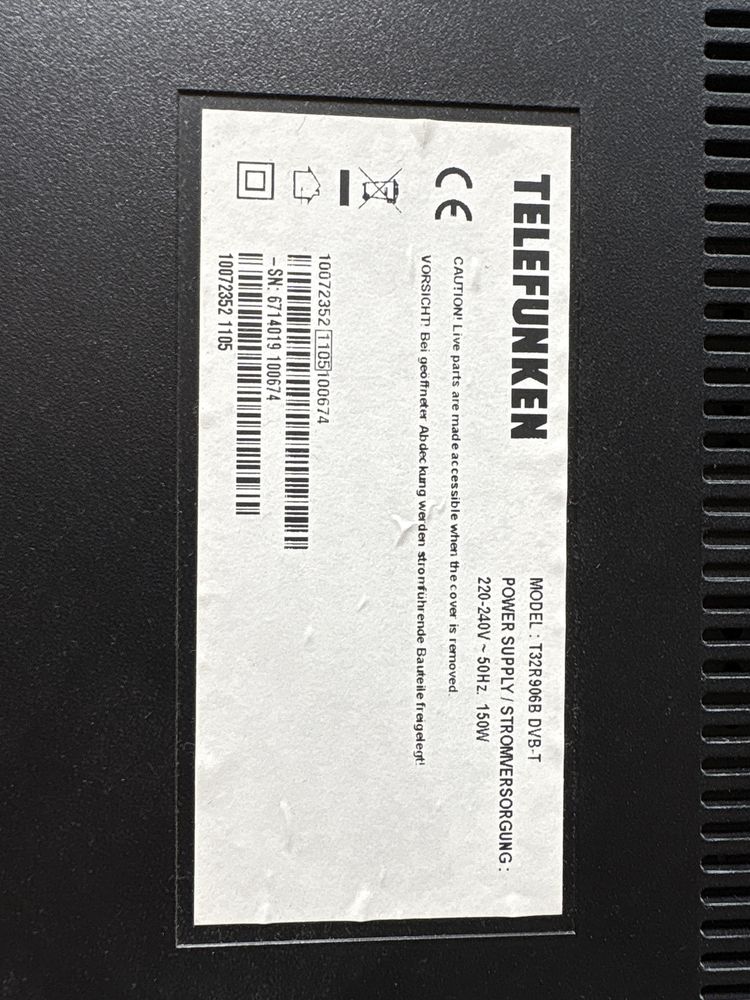 TELEFUNKEN
MODEL : T32R906B DVB-T
POWER SUPPLY / STROMVERSORGUNG :
220-240V ~ 50Hz. 150W
CE
CAUTION! Live parts are made accessible when the cover is removed.
VORSICHT! Bei geöffneter Abdeckung werden stromführende Bauteile freigelegt!
10072352 1105 100674
-SN: 6714019 100674
10072352 1105